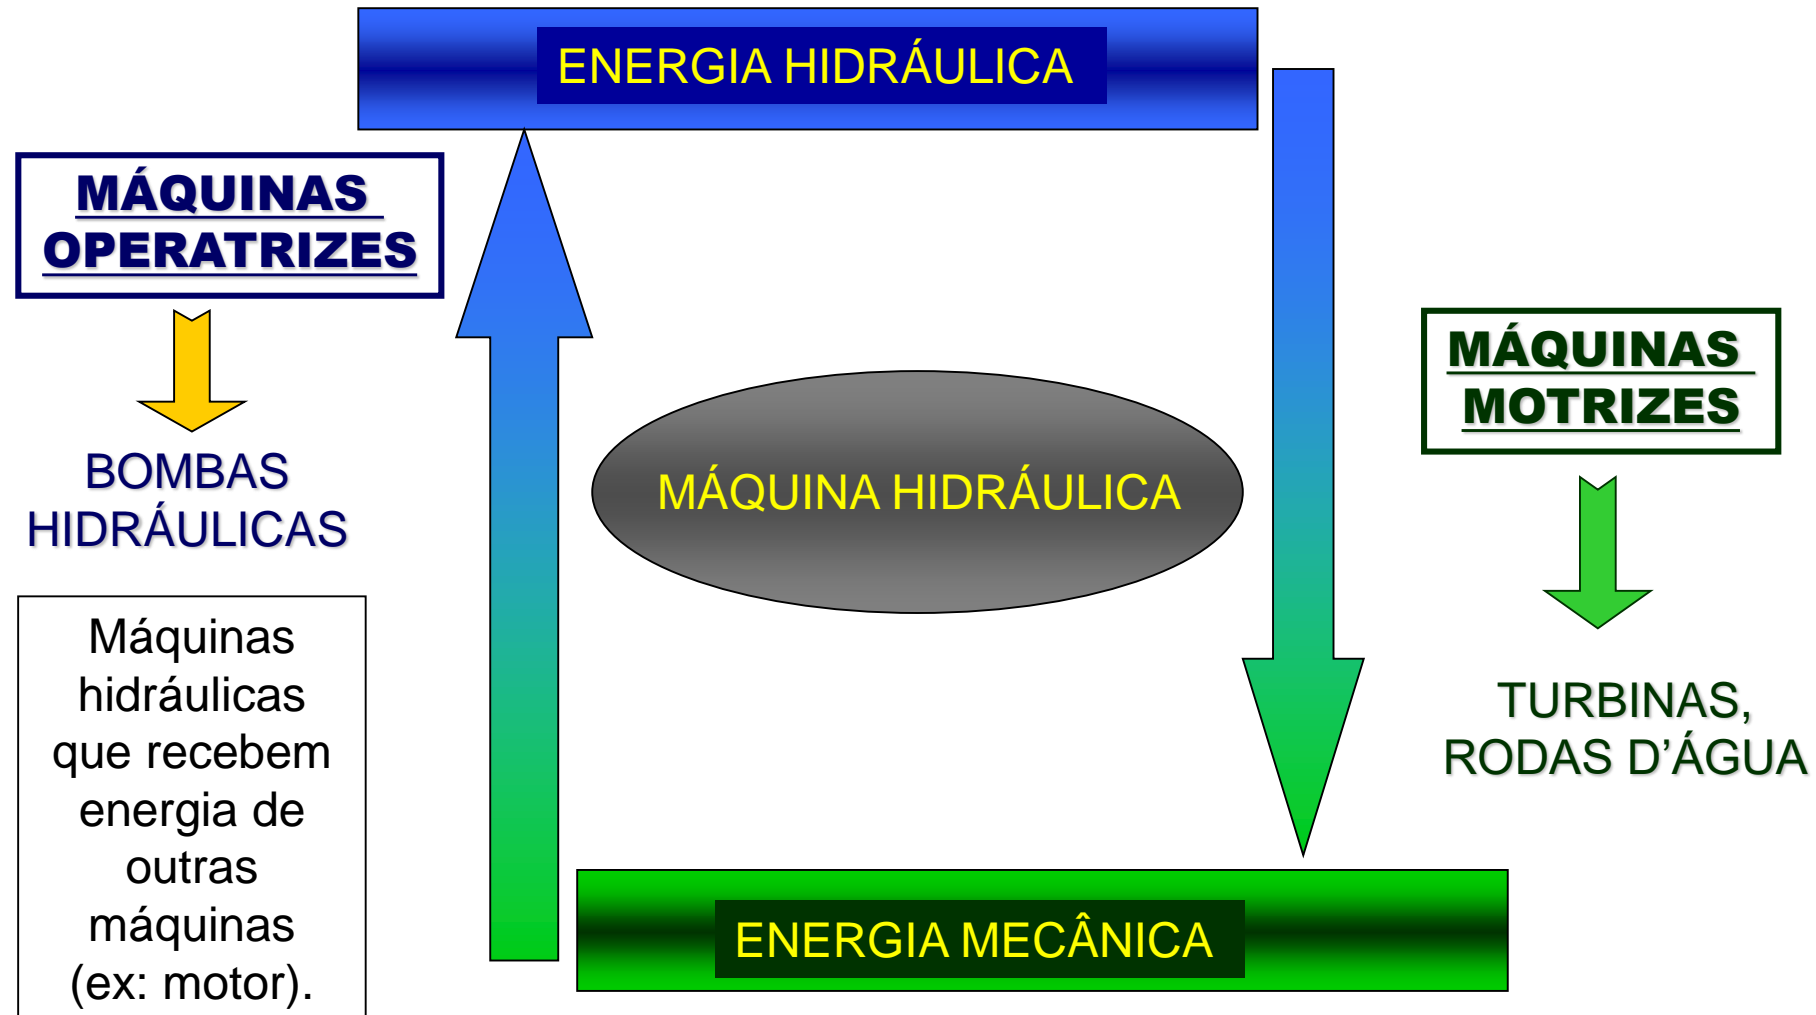 ENERGIA HIDRÁULICA
MÁQUINAS
OPERATRIZES
BOMBAS
HIDRÁULICAS
Máquinas
hidráulicas
que recebem
energia de
outras
máquinas
(ex: motor).
MÁQUINA HIDRÁULICA
MÁQUINAS
MOTRIZES
TURBINAS,
RODAS D’ÁGUA
ENERGIA MECÂNICA